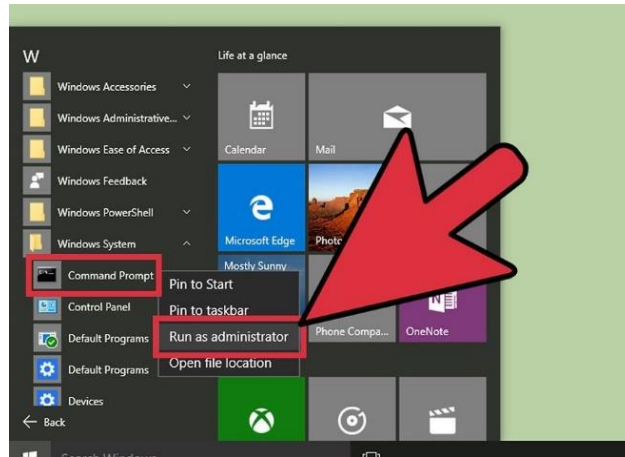 W
Life at a glance
Windows Accessories
Windows Administrative...
Windows Ease of Access
Windows Feedback
Windows PowerShell
Windows System
Command Prompt
Control Panel
Default Programs
Default Programs
Devices
Back
Pin to Start
Pin to taskbar
Run as administrator
Open file location
Calendar
Mail
Microsoft Edge
Mostly Sunny
Phone Compa...
OneNote
Search Windows